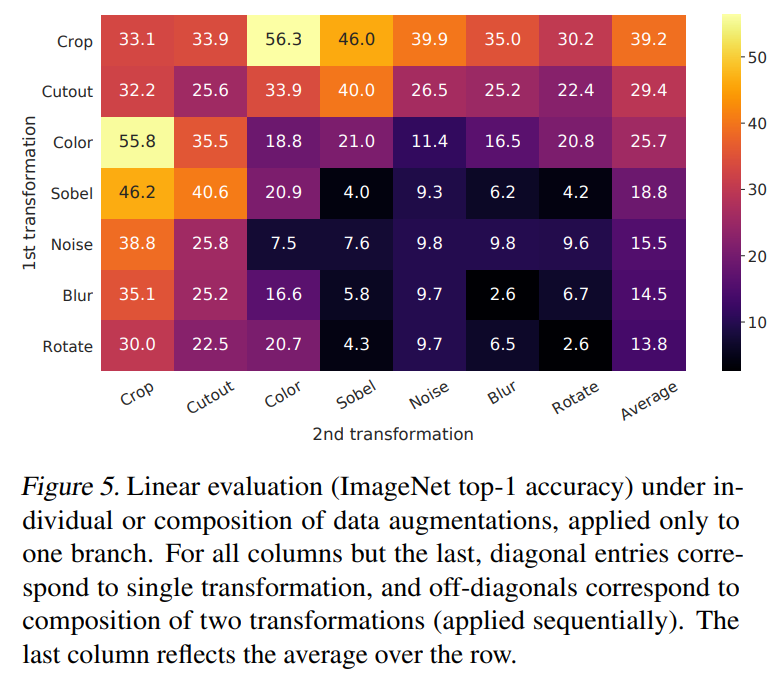 Crop 33.1 33.9 56.3 46.0 39.9 35.0 30.2 39.2
Cutout 32.2 25.6 33.9 40.0 26.5 25.2 22.4 29.4
Color 55.8 35.5 18.8 21.0 11.4 16.5 20.8 25.7
Sobel 46.2 40.6 20.9 4.0 9.3 6.2 4.2 18.8
Noise 38.8 25.8 7.5 7.6 9.8 9.8 9.6 15.5
Blur 35.1 25.2 16.6 5.8 9.7 2.6 6.7 14.5
Rotate 30.0 22.5 20.7 4.3 9.7 6.5 2.6 13.8
Crop Cutout Color Sobel Noise Blur Rotate Average
1st transformation
2nd transformation
50
40
30
20
10
Figure 5. Linear evaluation (ImageNet top-1 accuracy) under in-
dividual or composition of data augmentations, applied only to
one branch. For all columns but the last, diagonal entries corre-
spond to single transformation, and off-diagonals correspond to
composition of two transformations (applied sequentially). The
last column reflects the average over the row.